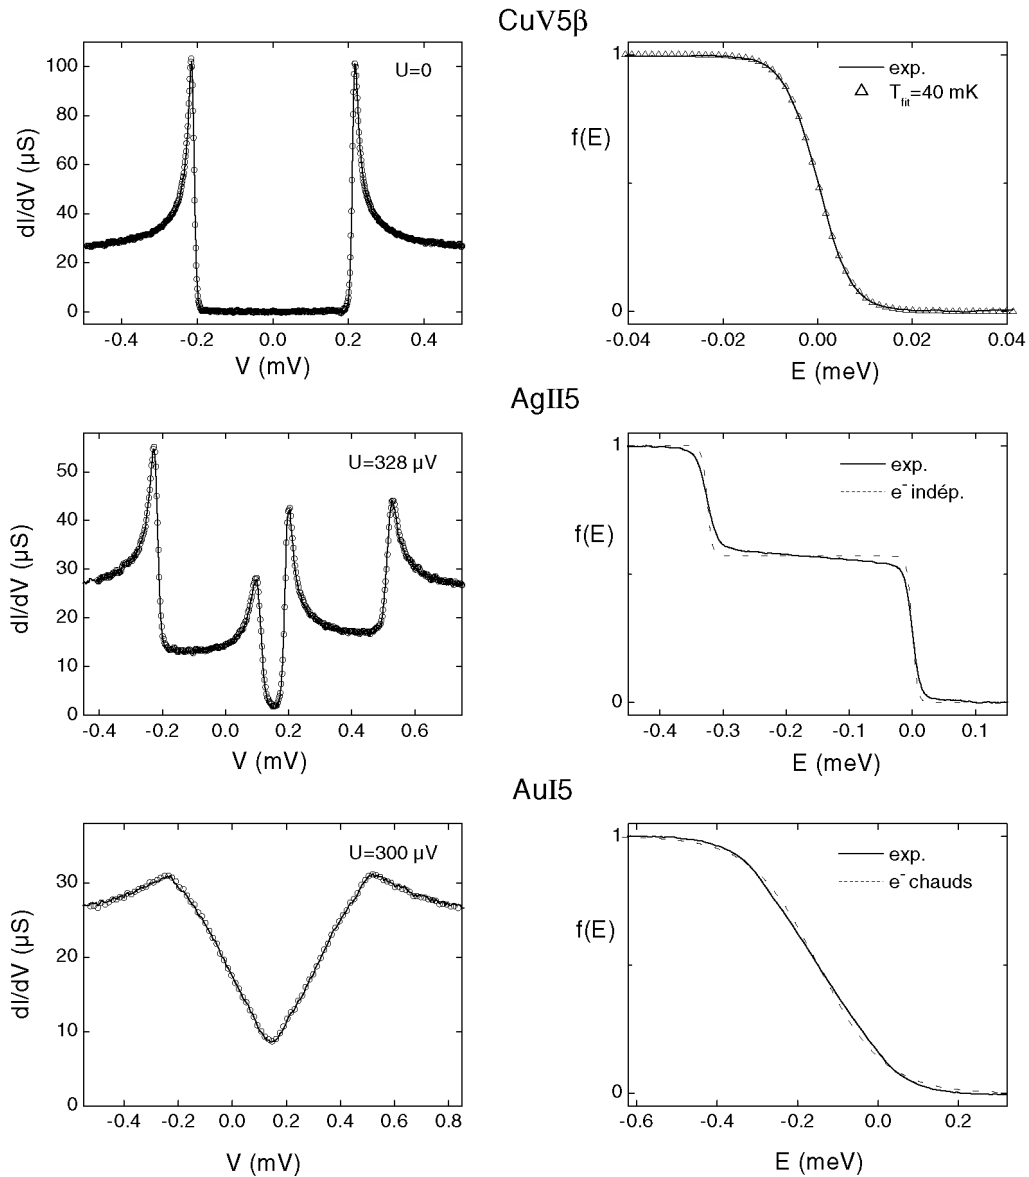 CuV5β
U=0
100
80
60
40
20
0
dI/dV (µS)
-0.4 -0.2 0.0 0.2 0.4
V (mV)
exp.
T_fit=40 mK
1
0
f(E)
-0.04 -0.02 0.00 0.02 0.04
E (meV)
AgII5
U=328 µV
50
40
30
20
10
0
dI/dV (µS)
-0.4 -0.2 0.0 0.2 0.4 0.6
V (mV)
exp.
e⁻ indép.
1
0
f(E)
-0.4 -0.3 -0.2 -0.1 0.0 0.1
E (meV)
AuI5
U=300 µV
30
20
10
0
dI/dV (µS)
-0.4 -0.2 0.0 0.2 0.4 0.6 0.8
V (mV)
exp.
e⁻ chauds
1
0
f(E)
-0.6 -0.4 -0.2 0.0 0.2
E (meV)